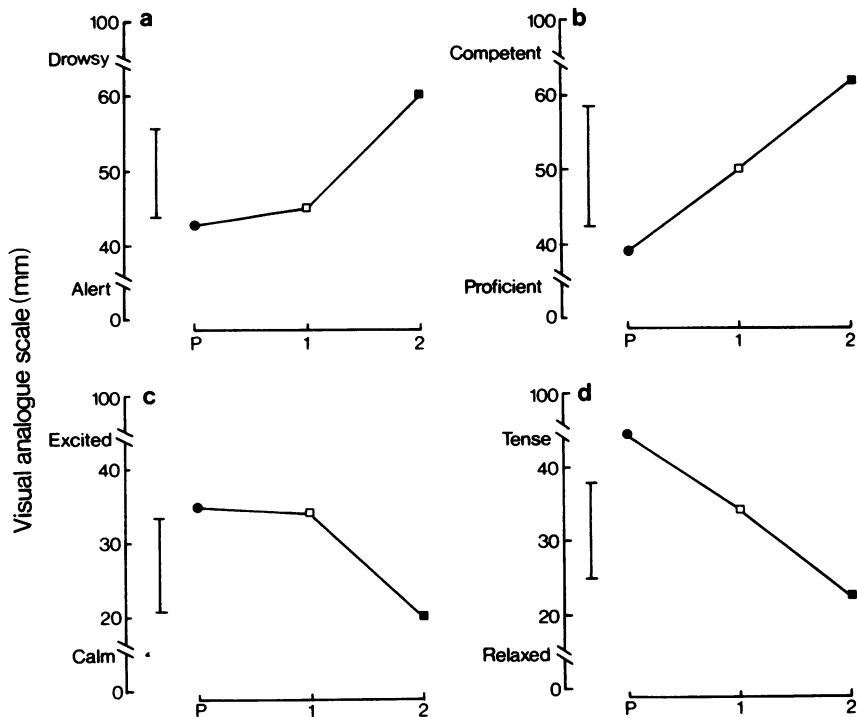 Visual analogue scale (mm)
a
100
Drowsy
60
50
40
Alert
0
P 1 2
b
100
Competent
60
50
40
Proficient
0
P 1 2
c
100
Excited
40
30
20
Calm
0
P 1 2
d
100
Tense
40
30
20
Relaxed
0
P 1 2